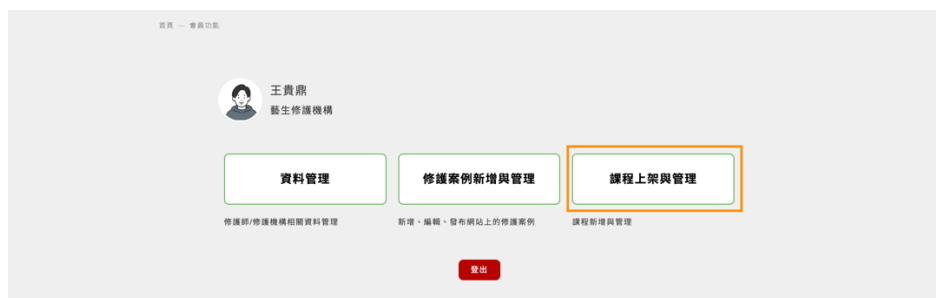 首頁 — 會員功能
王貴鼎
藝生修護機構
資料管理
修護案例新增與管理
課程上架與管理
修護師/修護機構相關資料管理
新增、編輯、發布網站上的修護案例
課程新增與管理
登出